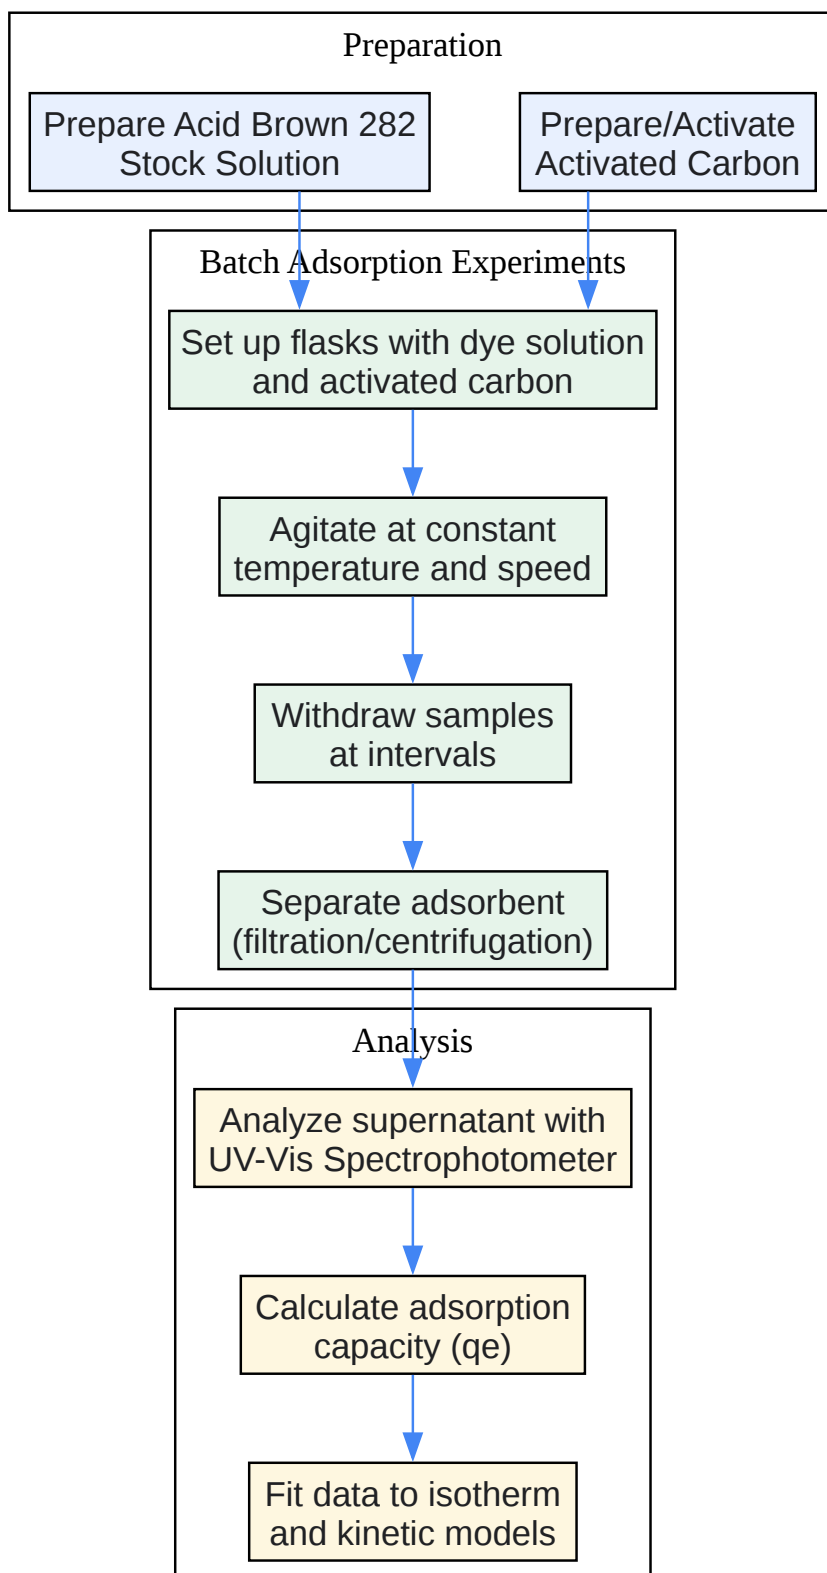 Preparation
Prepare Acid Brown 282
Stock Solution
Prepare/Activate
Activated Carbon
Batch Adsorption Experiments
Set up flasks with dye solution
and activated carbon
Agitate at constant
temperature and speed
Withdraw samples
at intervals
Separate adsorbent
(filtration/centrifugation)
Analysis
Analyze supernatant with
UV-Vis Spectrophotometer
Calculate adsorption
capacity (qe)
Fit data to isotherm
and kinetic models